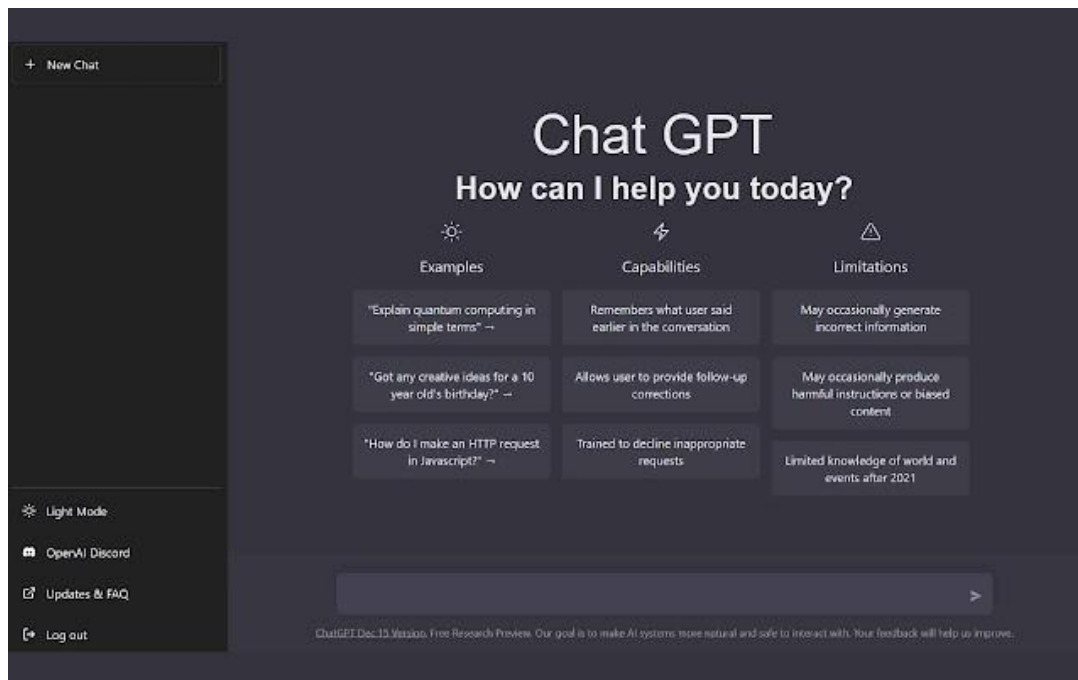 + New Chat
Chat GPT
How can I help you today?
Examples
"Explain quantum computing in
simple terms" →
"Got any creative ideas for a 10
year old's birthday?" →
"How do I make an HTTP request
in Javascript?" →
Capabilities
Remembers what user said
earlier in the conversation
Allows user to provide follow-up
corrections
Trained to decline inappropriate
requests
Limitations
May occasionally generate
incorrect information
May occasionally produce
harmful instructions or biased
content
Limited knowledge of world and
events after 2021
Light Mode
OpenAI Discord
Updates & FAQ
Log out
ChatGPT Dec 15 Version. Free Research Preview. Our goal is to make AI systems more natural and safe to interact with. Your feedback will help us improve.